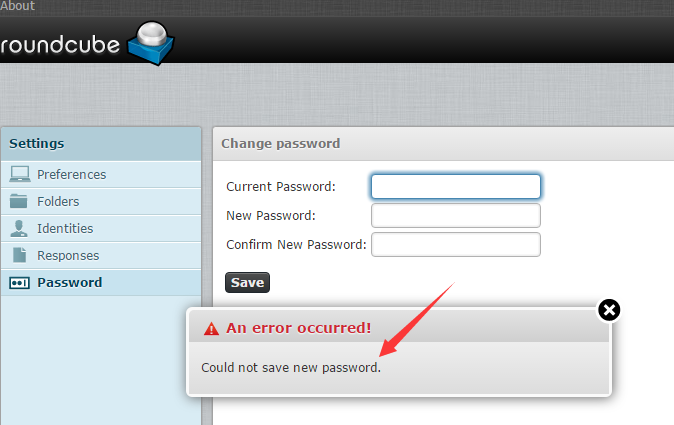 About
roundcube
Settings
Change password
Preferences
Folders
Identities
Responses
Password
Current Password:
New Password:
Confirm New Password:
Save
An error occurred!
Could not save new password.